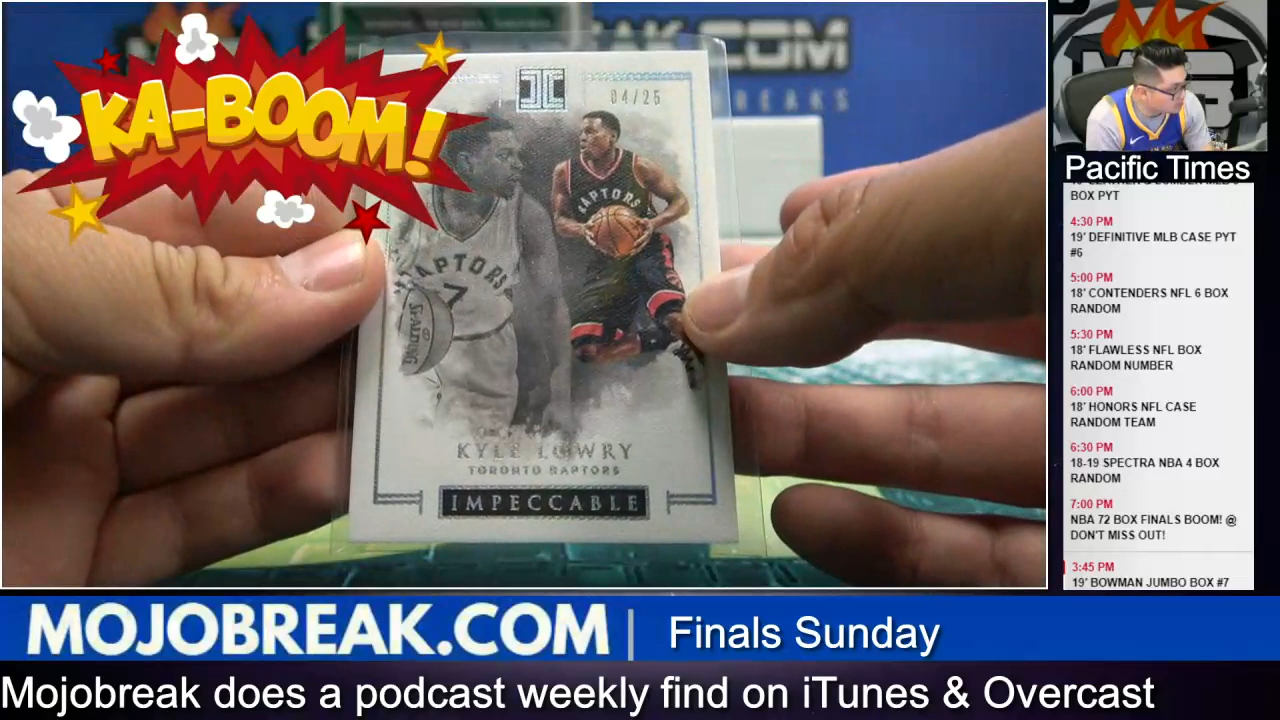 KA-BOOM!
04/25
RAPTORS
RAPTORS
7
SPALDING
KYLE LOWRY
TORONTO RAPTORS
IMPECCABLE
Pacific Times
BOX PYT
4:30 PM
19' DEFINITIVE MLB CASE PYT
#6
5:00 PM
18' CONTENDERS NFL 6 BOX
RANDOM
5:30 PM
18' FLAWLESS NFL BOX
RANDOM NUMBER
6:00 PM
18' HONORS NFL CASE
RANDOM TEAM
6:30 PM
18-19 SPECTRA NBA 4 BOX
RANDOM
7:00 PM
NBA 72 BOX FINALS BOOM! @
DON'T MISS OUT!
3:45 PM
19' BOWMAN JUMBO BOX #7
MOJOBREAK.COM | Finals Sunday
Mojobreak does a podcast weekly find on iTunes & Overcast